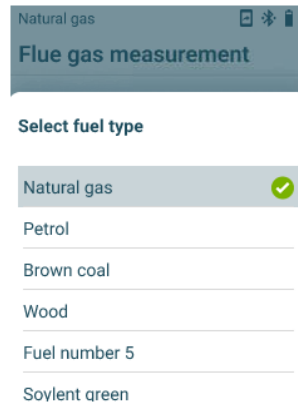 Natural gas
Flue gas measurement
Select fuel type
Natural gas
Petrol
Brown coal
Wood
Fuel number 5
Soylent green